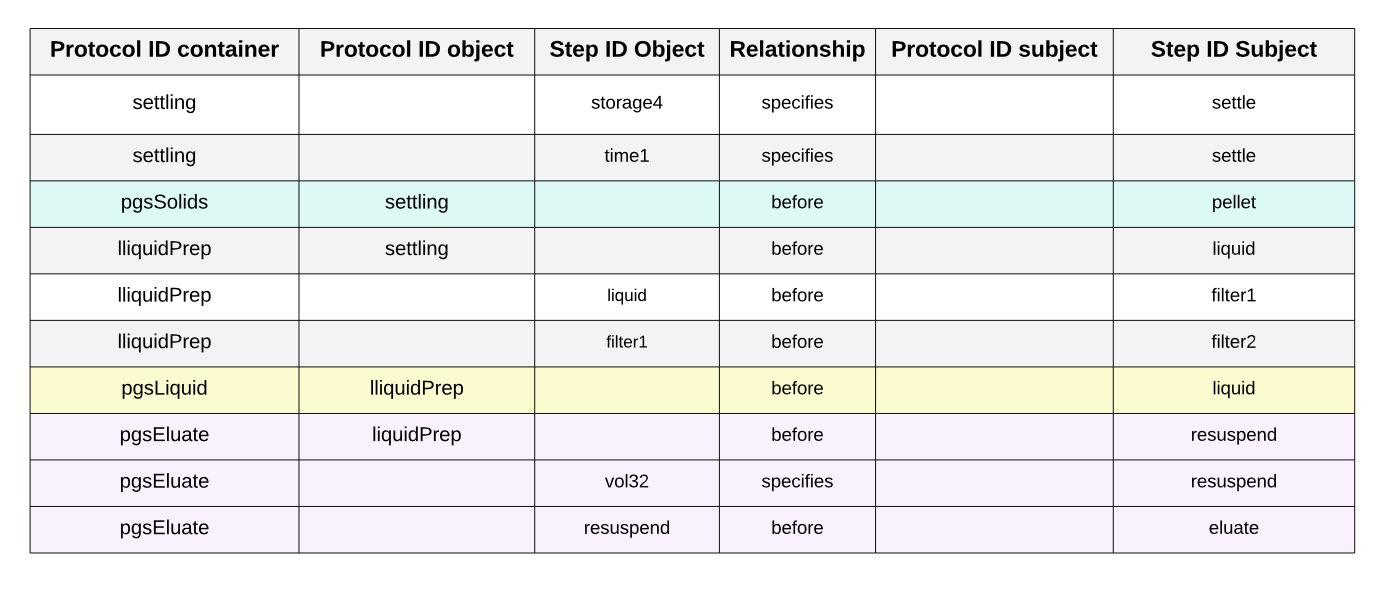 Protocol ID container Protocol ID object Step ID Object Relationship Protocol ID subject Step ID Subject
settling storage4 specifies settle
settling time1 specifies settle
pgsSolids settling before pellet
lliquidPrep settling before liquid
lliquidPrep liquid before filter1
lliquidPrep filter1 before filter2
pgsLiquid lliquidPrep before liquid
pgsEluate liquidPrep before resuspend
pgsEluate vol32 specifies resuspend
pgsEluate resuspend before eluate